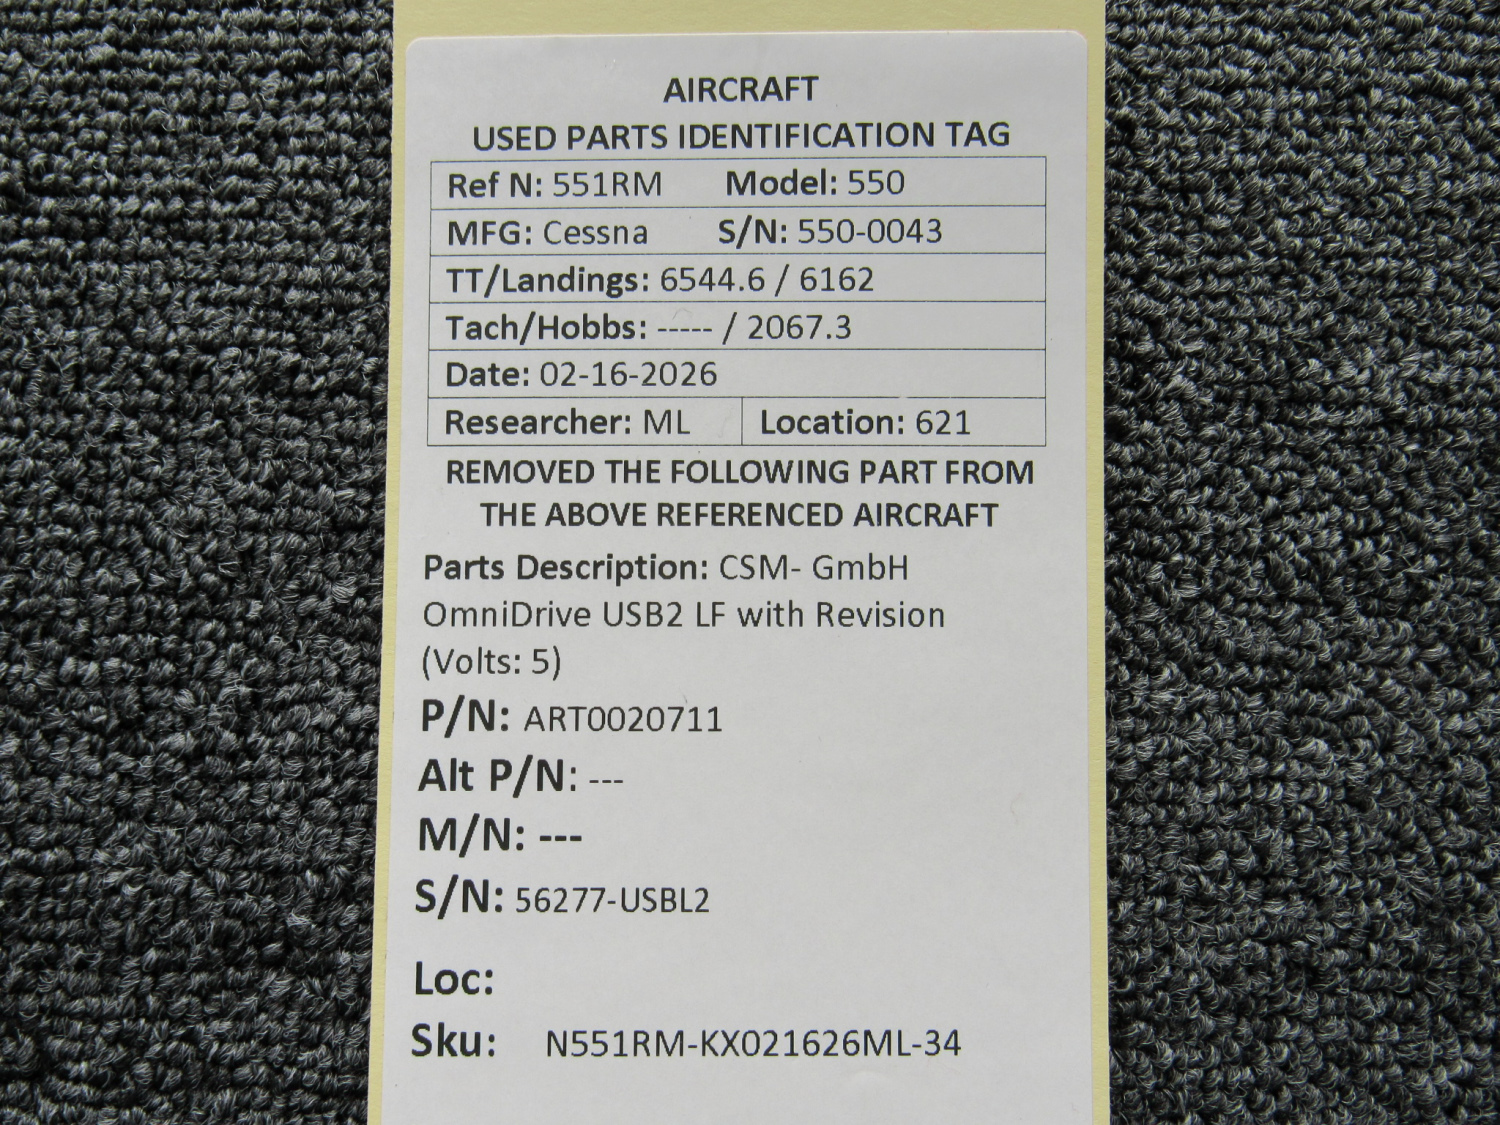 AIRCRAFT
USED PARTS IDENTIFICATION TAG
Ref N: 551RM Model: 550
MFG: Cessna S/N: 550-0043
TT/Landings: 6544.6 / 6162
Tach/Hobbs: ----- / 2067.3
Date: 02-16-2026
Researcher: ML Location: 621
REMOVED THE FOLLOWING PART FROM
THE ABOVE REFERENCED AIRCRAFT
Parts Description: CSM- GmbH
OmniDrive USB2 LF with Revision
(Volts: 5)
P/N: ART0020711
Alt P/N: ---
M/N: ---
S/N: 56277-USBL2
Loc:
Sku: N551RM-KX021626ML-34